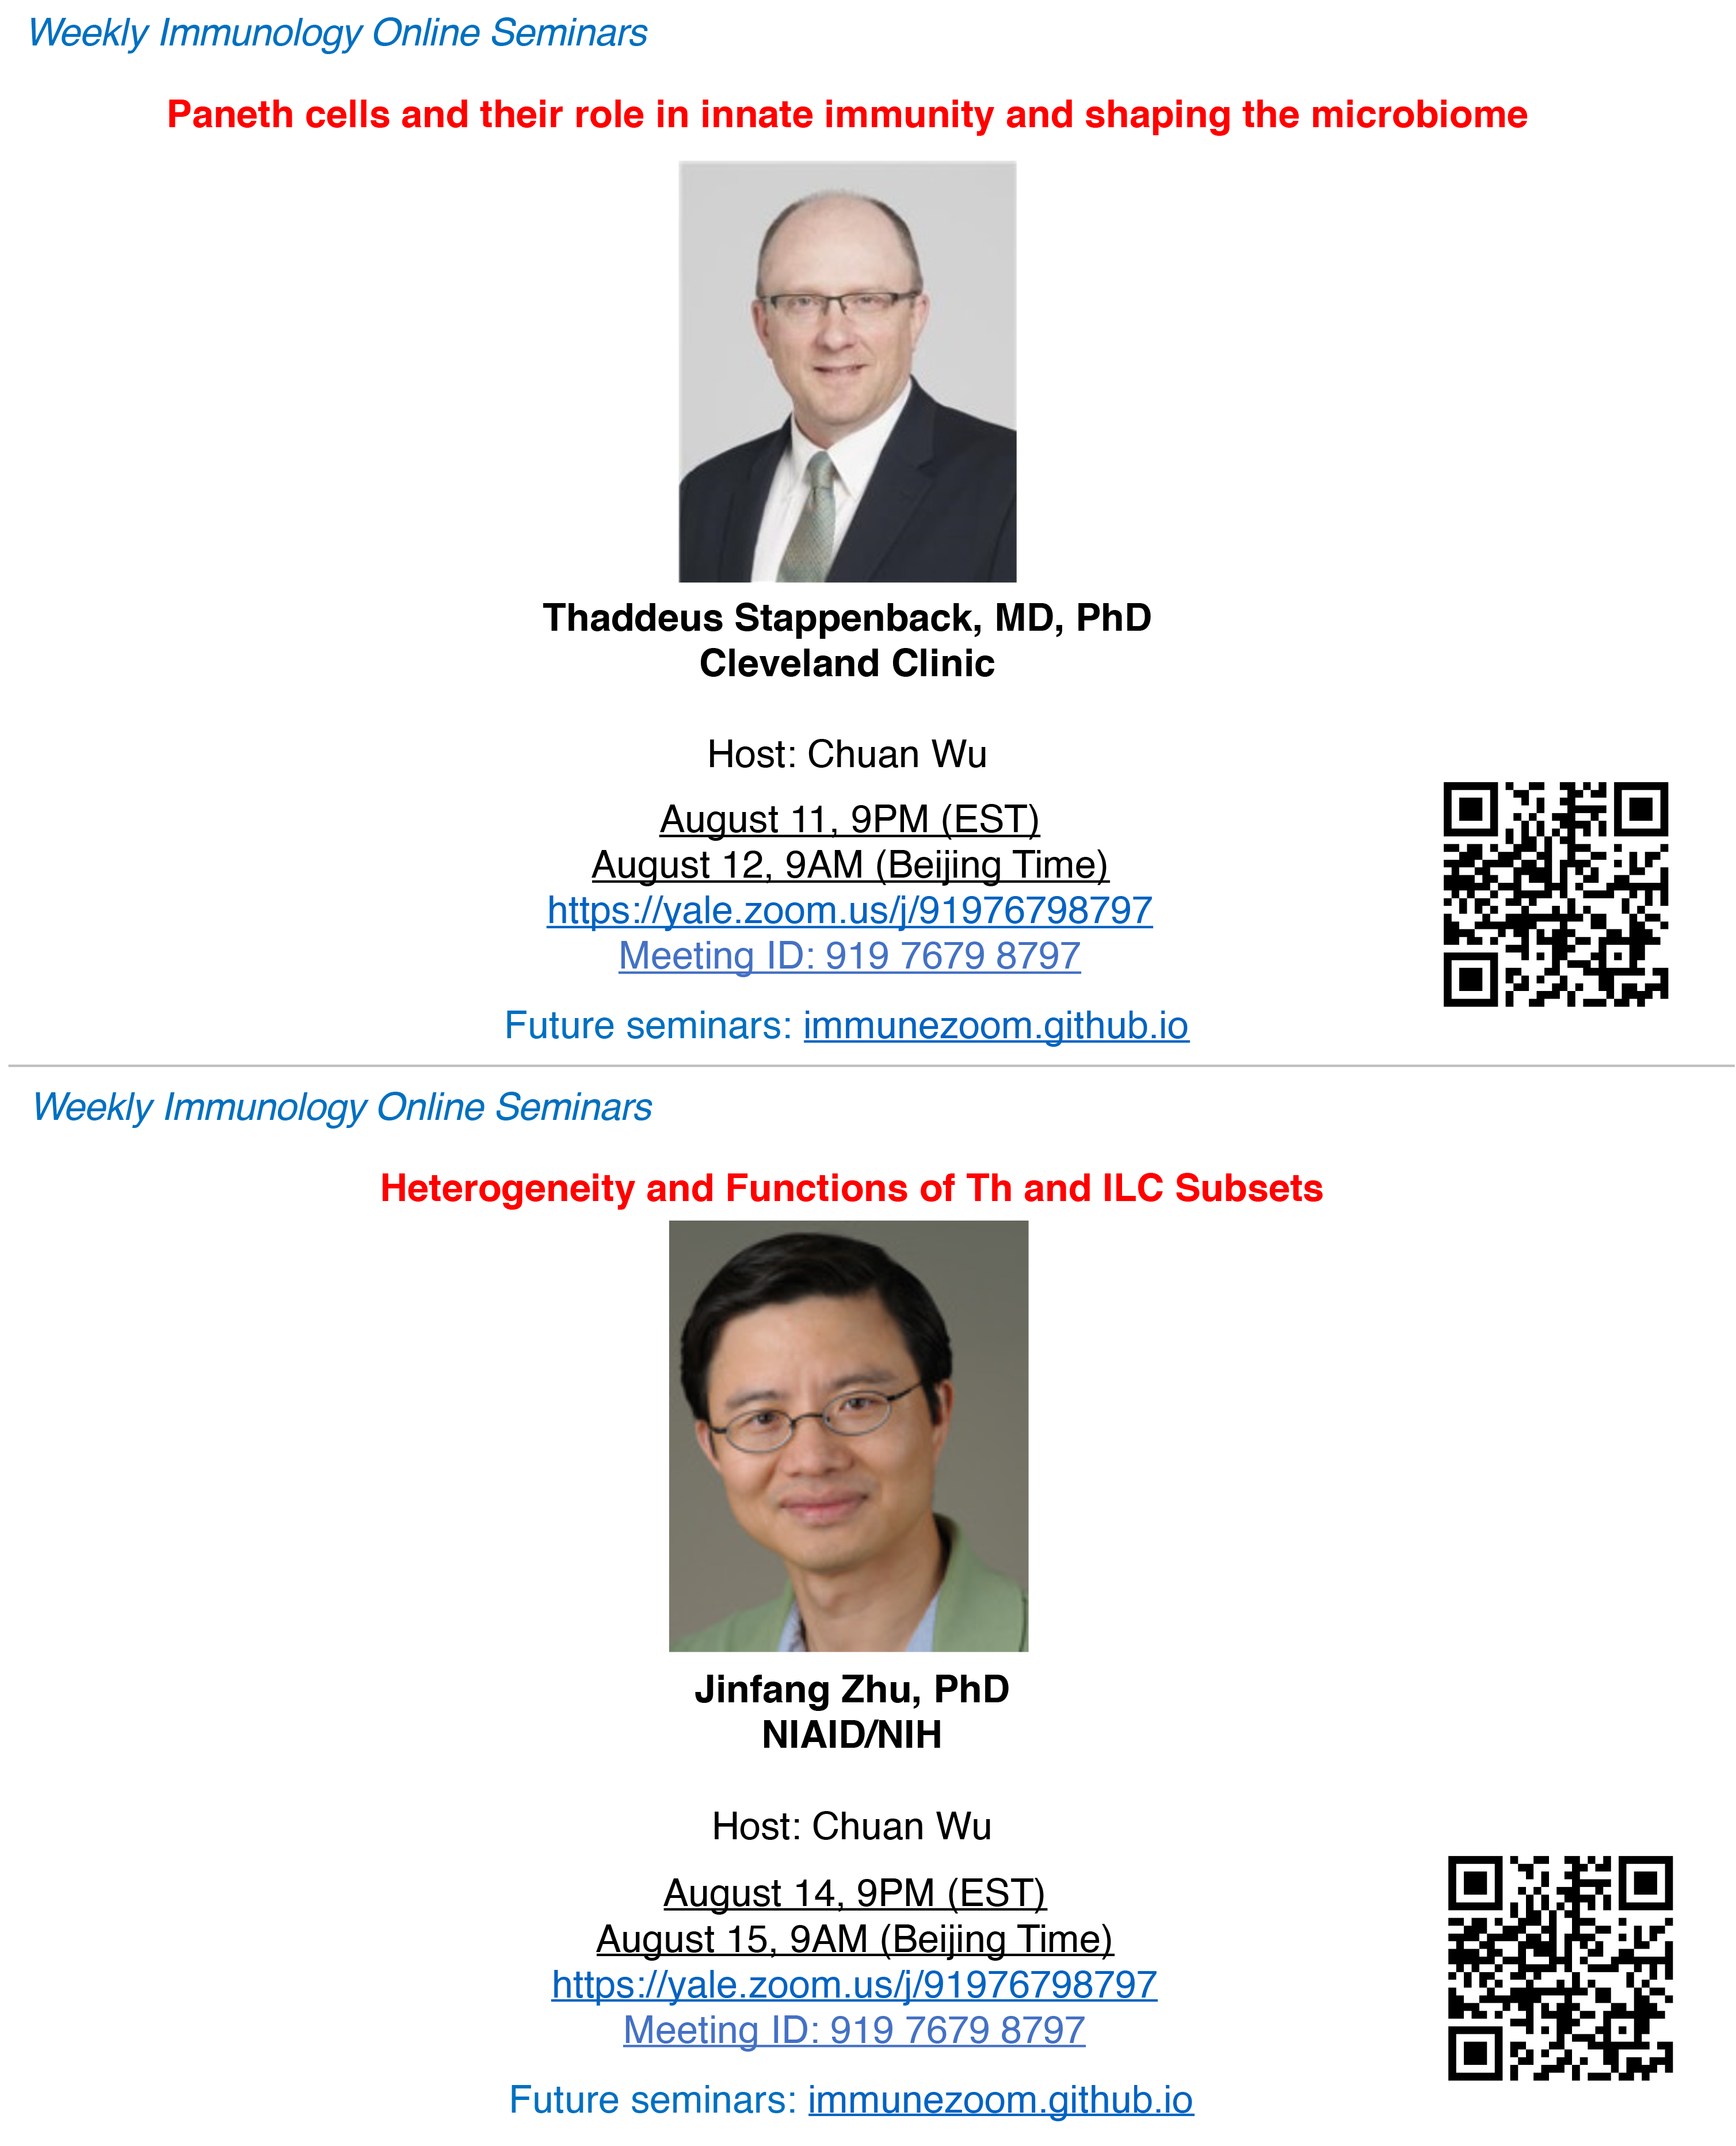 Weekly Immunology Online Seminars
Paneth cells and their role in innate immunity and shaping the microbiome
Thaddeus Stappenback, MD, PhD
Cleveland Clinic
Host: Chuan Wu
August 11, 9PM (EST)
August 12, 9AM (Beijing Time)
https://yale.zoom.us/j/91976798797
Meeting ID: 919 7679 8797
Future seminars: immunezoom.github.io
Weekly Immunology Online Seminars
Heterogeneity and Functions of Th and ILC Subsets
Jinfang Zhu, PhD
NIAID/NIH
Host: Chuan Wu
August 14, 9PM (EST)
August 15, 9AM (Beijing Time)
https://yale.zoom.us/j/91976798797
Meeting ID: 919 7679 8797
Future seminars: immunezoom.github.io